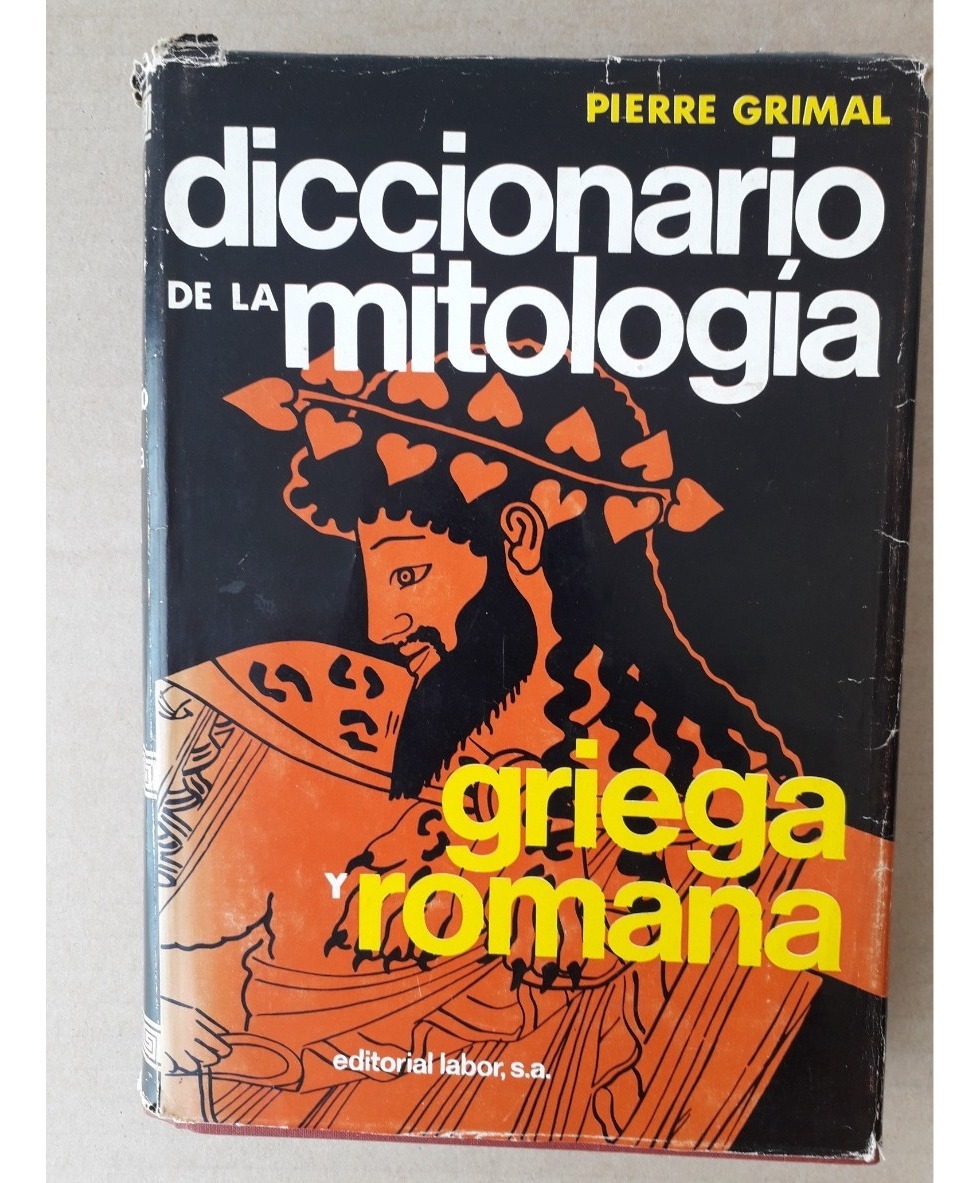 PIERRE GRIMAL
diccionario
DE LA mitología
griega
Y romana
editorial labor, s.a.